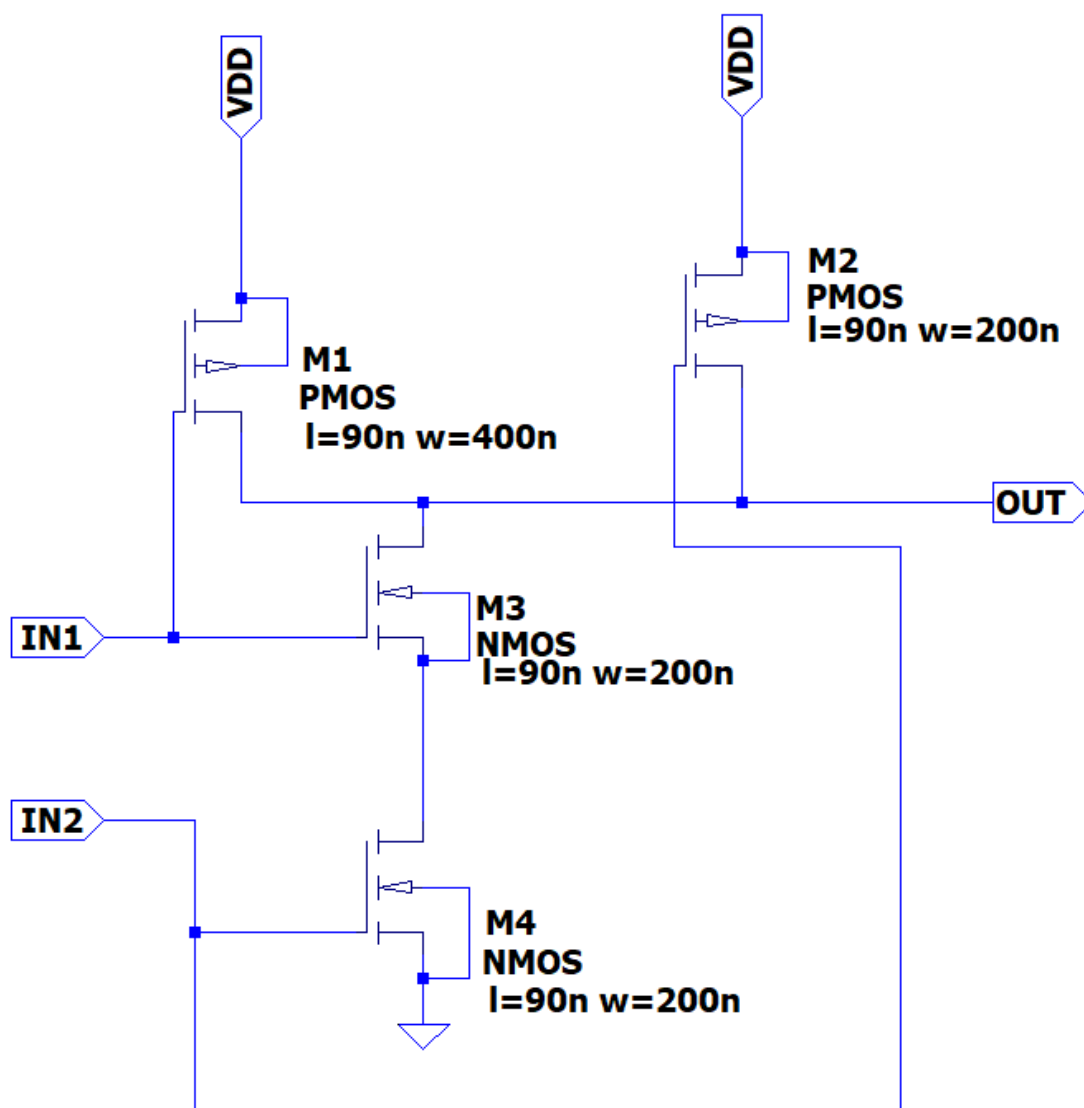 VDD
VDD
M1
PMOS
l=90n w=400n
M2
PMOS
l=90n w=200n
OUT
IN1
M3
NMOS
l=90n w=200n
IN2
M4
NMOS
l=90n w=200n